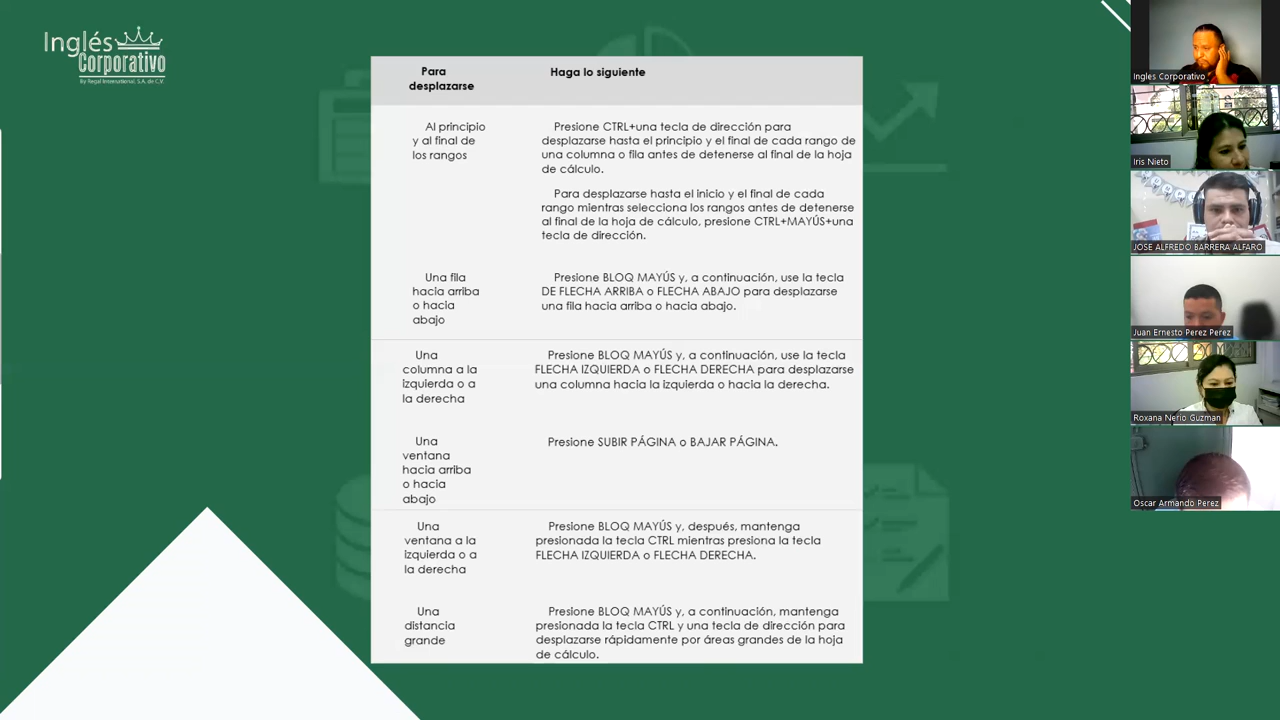 Inglés
Corporativo
By Regal International, S.A. de C.V.
Para
desplazarse
Haga lo siguiente
Al principio
y al final de
los rangos
Presione CTRL+una tecla de dirección para
desplazarse hasta el principio y el final de cada rango de
una columna o fila antes de detenerse al final de la hoja
de cálculo.
Para desplazarse hasta el inicio y el final de cada
rango mientras selecciona los rangos antes de detenerse
al final de la hoja de cálculo, presione CTRL+MAYÚS+una
tecla de dirección.
Una fila
hacia arriba
o hacia
abajo
Presione BLOQ MAYÚS y, a continuación, use la tecla
DE FLECHA ARRIBA o FLECHA ABAJO para desplazarse
una fila hacia arriba o hacia abajo.
Una
columna a la
izquierda o a
la derecha
Presione BLOQ MAYÚS y, a continuación, use la tecla
FLECHA IZQUIERDA o FLECHA DERECHA para desplazarse
una columna hacia la izquierda o hacia la derecha.
Una
ventana
hacia arriba
o hacia
abajo
Presione SUBIR PÁGINA o BAJAR PÁGINA.
Una
ventana a la
izquierda o a
la derecha
Presione BLOQ MAYÚS y, después, mantenga
presionada la tecla CTRL mientras presiona la tecla
FLECHA IZQUIERDA o FLECHA DERECHA.
Una
distancia
grande
Presione BLOQ MAYÚS y, a continuación, mantenga
presionada la tecla CTRL y una tecla de dirección para
desplazarse rápidamente por áreas grandes de la hoja
de cálculo.
Ingles Corporativo
Iris Nieto
JOSE ALFREDO BARRERA ALFARO
Juan Ernesto Perez Perez
Roxana Nerio Guzman
Oscar Armando Perez